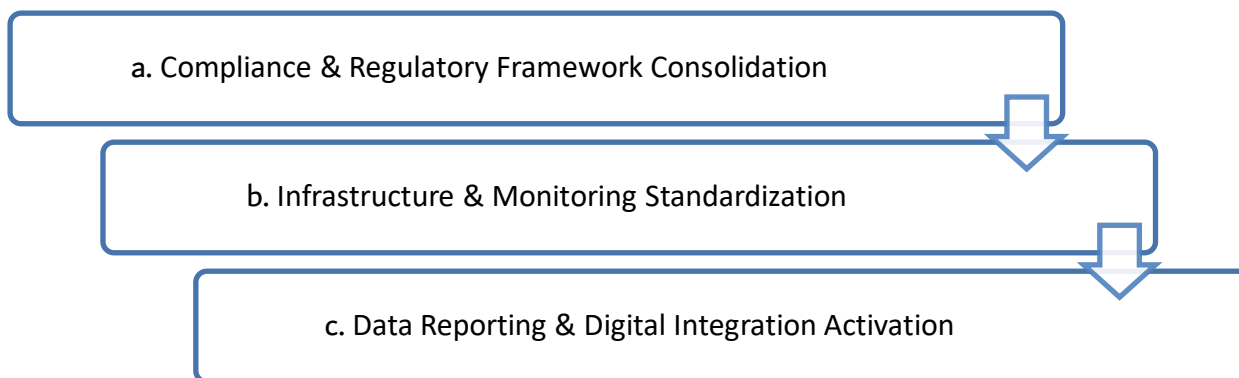 a. Compliance & Regulatory Framework Consolidation
b. Infrastructure & Monitoring Standardization
c. Data Reporting & Digital Integration Activation